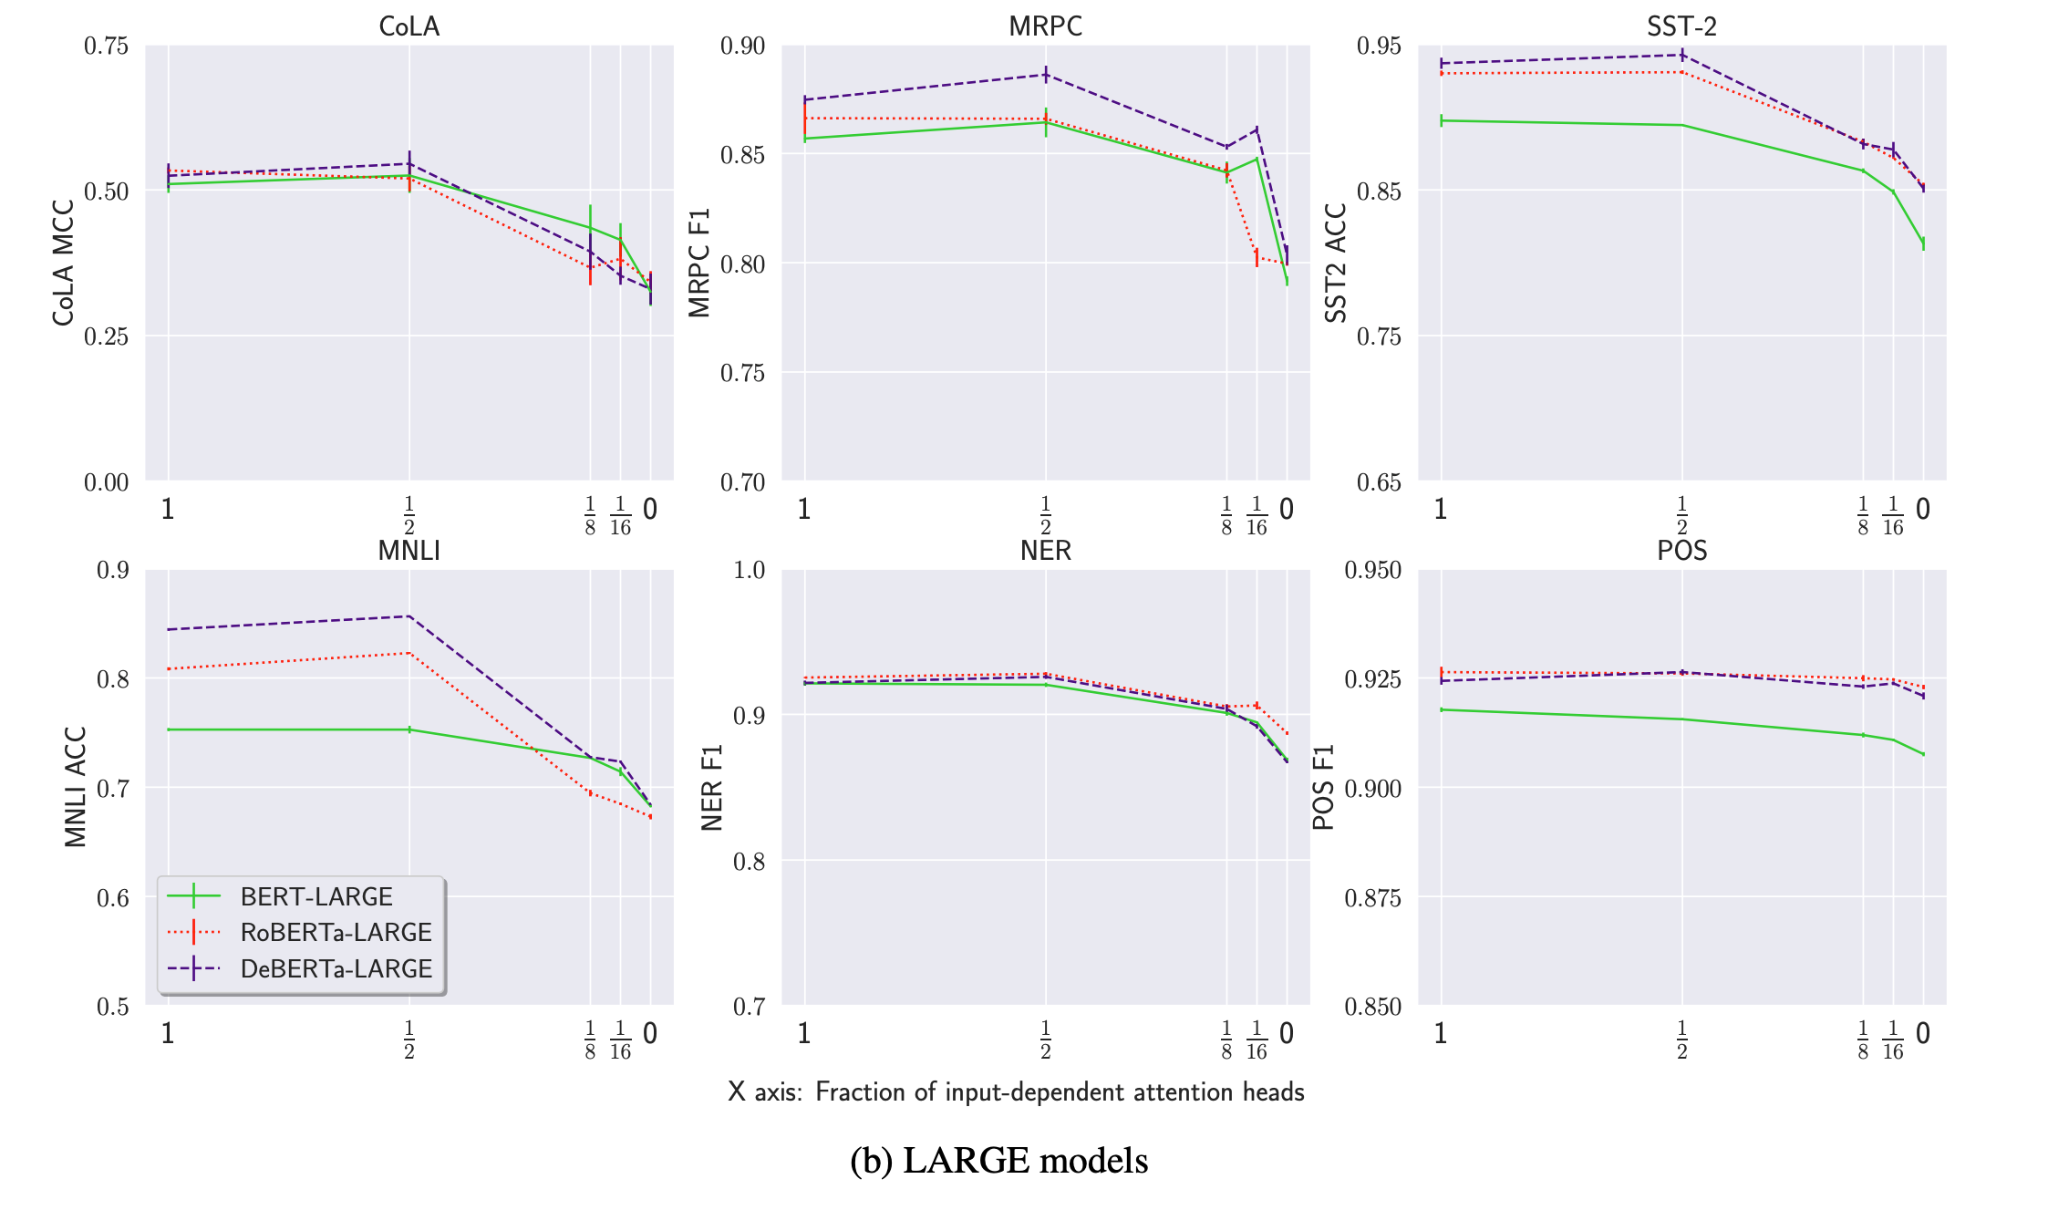 CoLA
0.75
0.50
0.25
0.00
CoLA MCC
1 1/2 1/8 1/16 0
MRPC
0.90
0.85
0.80
0.75
0.70
MRPC F1
1 1/2 1/8 1/16 0
SST-2
0.95
0.85
0.75
0.65
SST2 ACC
1 1/2 1/8 1/16 0
MNLI
0.9
0.8
0.7
0.6
0.5
MNLI ACC
BERT-LARGE
RoBERTa-LARGE
DeBERTa-LARGE
1 1/2 1/8 1/16 0
NER
1.0
0.9
0.8
0.7
NER F1
1 1/2 1/8 1/16 0
POS
0.950
0.925
0.900
0.875
0.850
POS F1
1 1/2 1/8 1/16 0
X axis: Fraction of input-dependent attention heads
(b) LARGE models